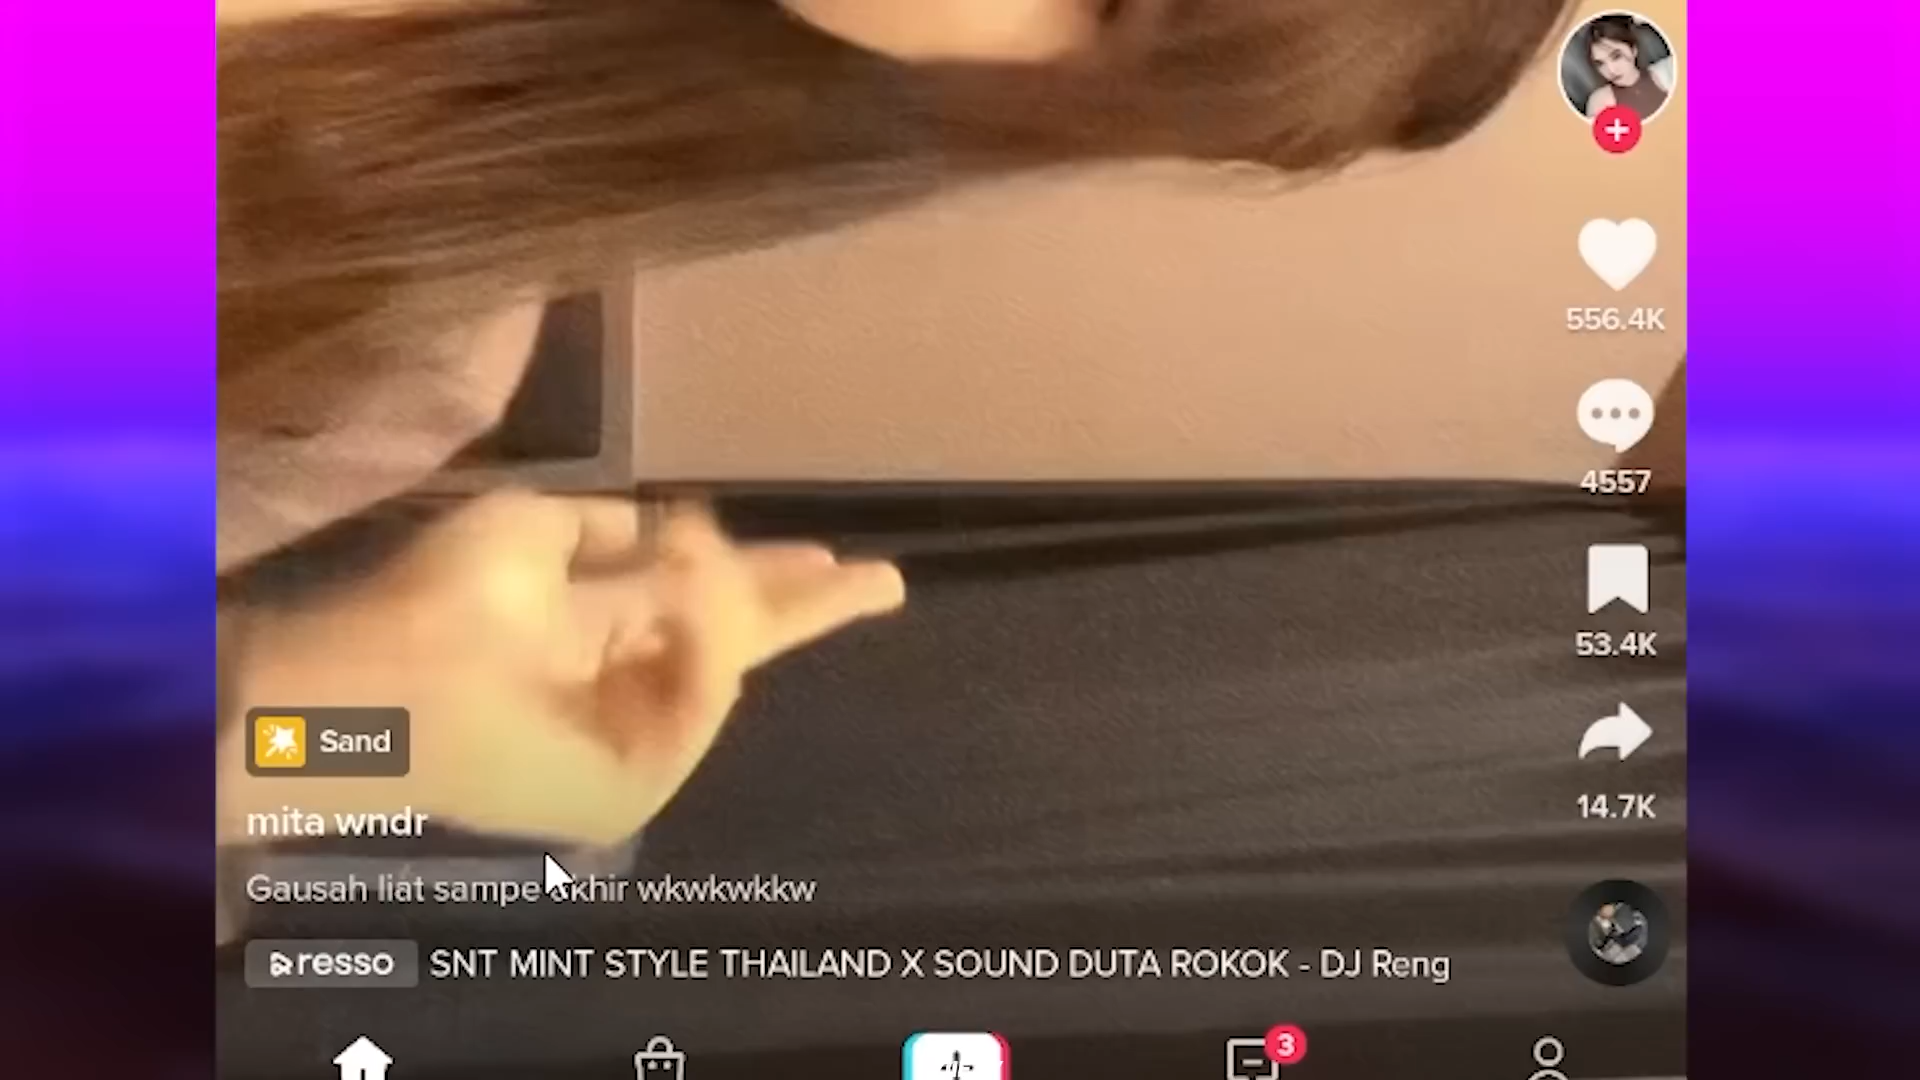 556.4K
4557
53.4K
14.7K
Sand
mita wndr
Gausah liat sampe akhir wkwkwkkw
resso SNT MINT STYLE THAILAND X SOUND DUTA ROKOK - DJ Reng
3